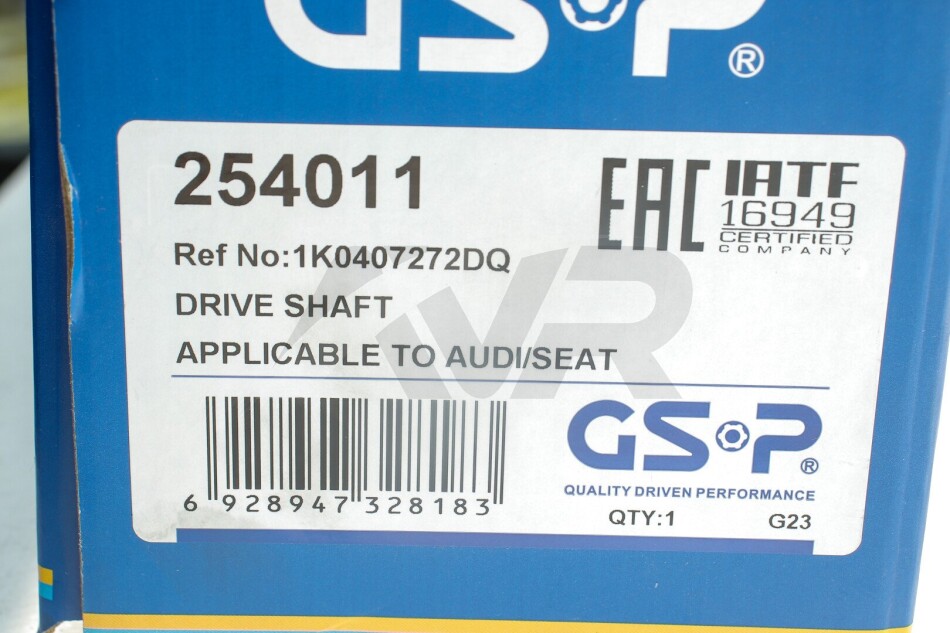 GSP®
254011
EAC
IATF
16949
CERTIFIED
COMPANY
Ref No:1K0407272DQ
DRIVE SHAFT
APPLICABLE TO AUDI/SEAT
WR
6 928947 328183
GSP®
QUALITY DRIVEN PERFORMANCE
QTY:1
G23